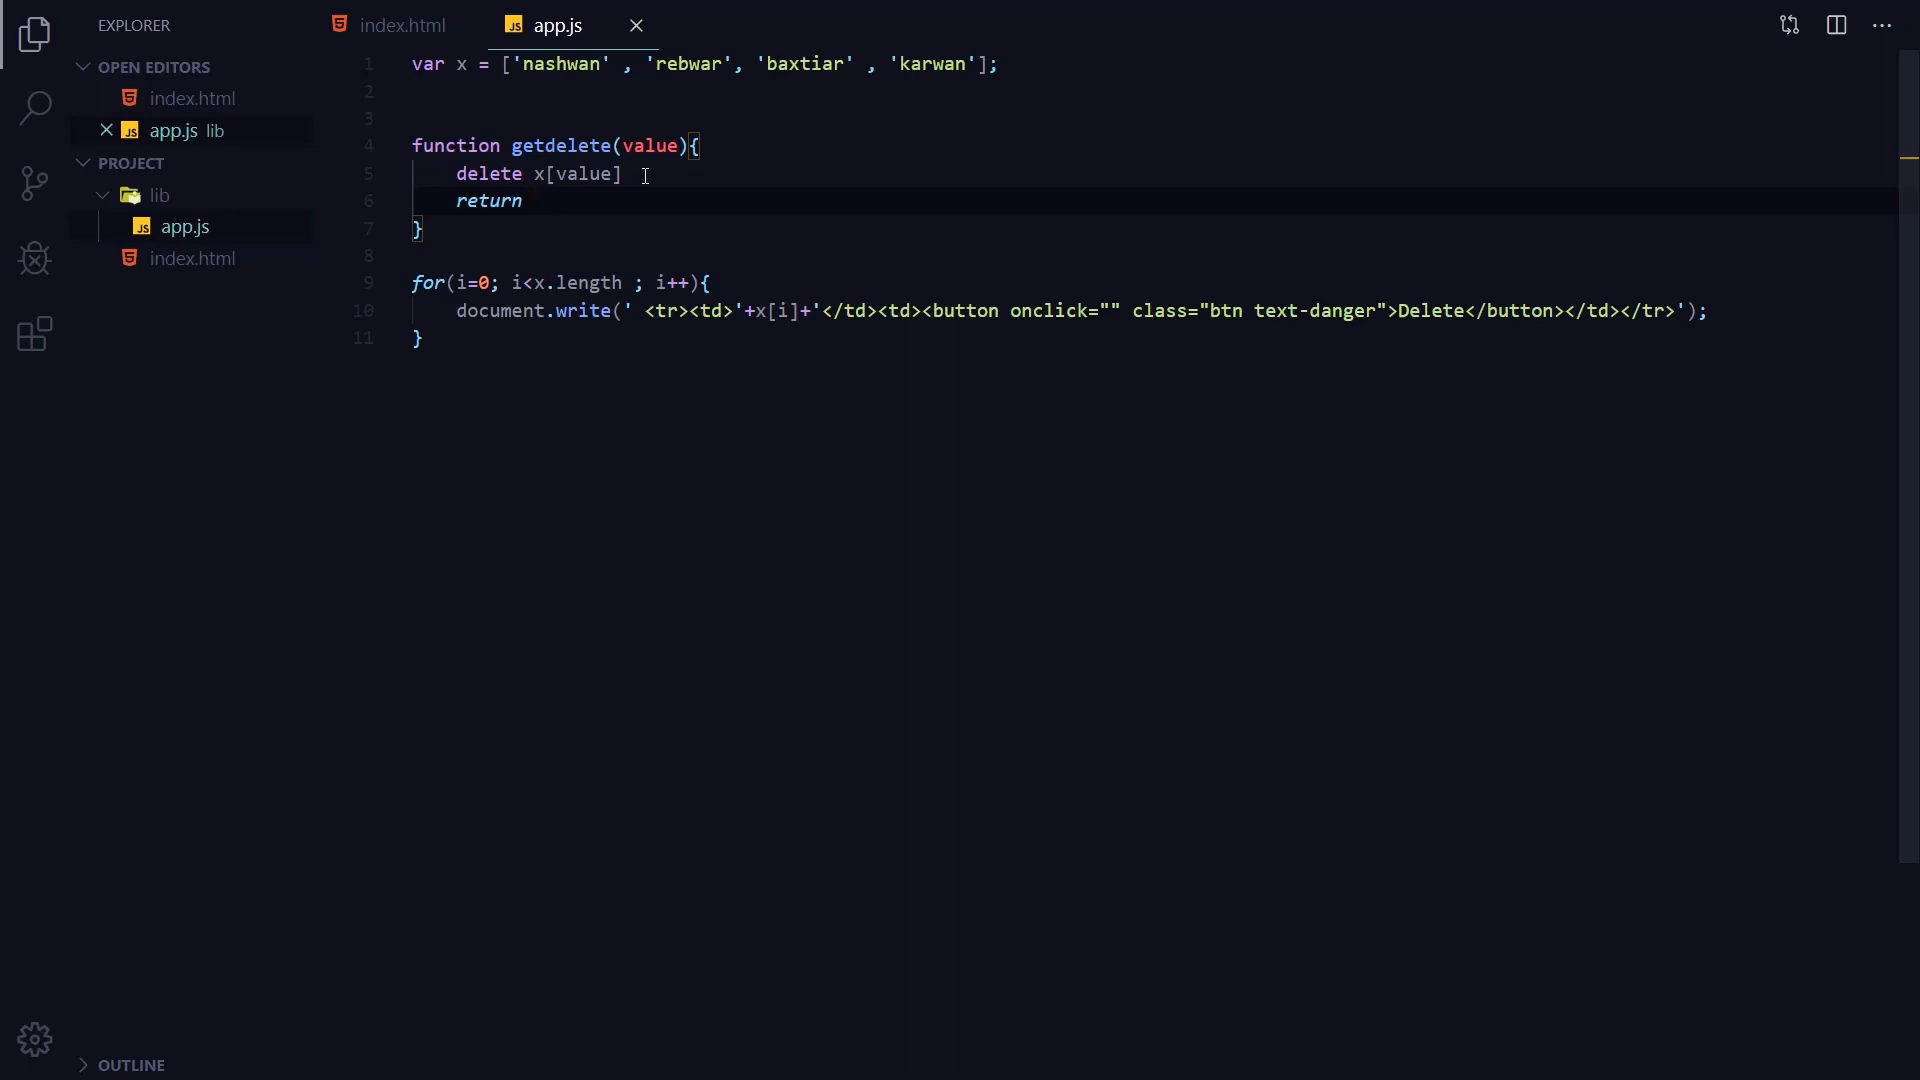 EXPLORER
index.html
app.js
OPEN EDITORS
index.html
app.js lib
PROJECT
lib
app.js
index.html
OUTLINE
1 var x = ['nashwan' , 'rebwar', 'baxtiar' , 'karwan'];
2
3
4 function getdelete(value){
5 delete x[value]
6 return
7 }
8
9 for(i=0; i<x.length ; i++){
10 document.write(' <tr><td>'+x[i]+'</td><td><button onclick="" class="btn text-danger">Delete</button></td></tr>');
11 }